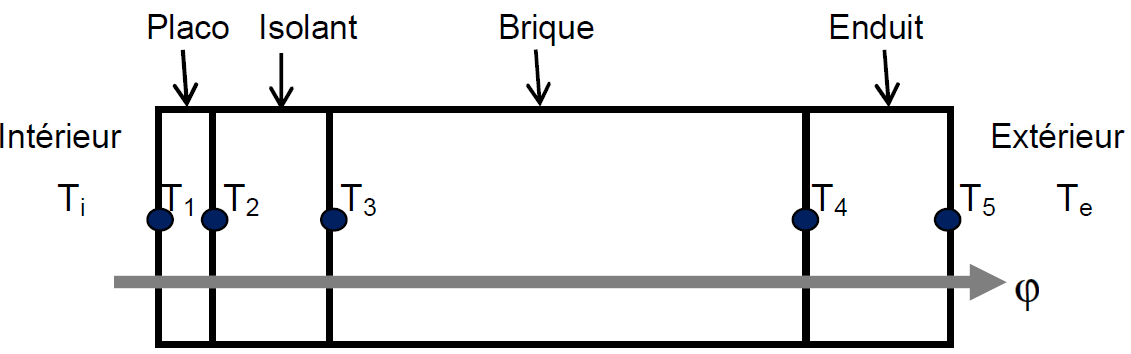 Placo Isolant Brique Enduit
Intérieur Extérieur
Tᵢ T₁ T₂ T₃ T₄ T₅ Tₑ
φ